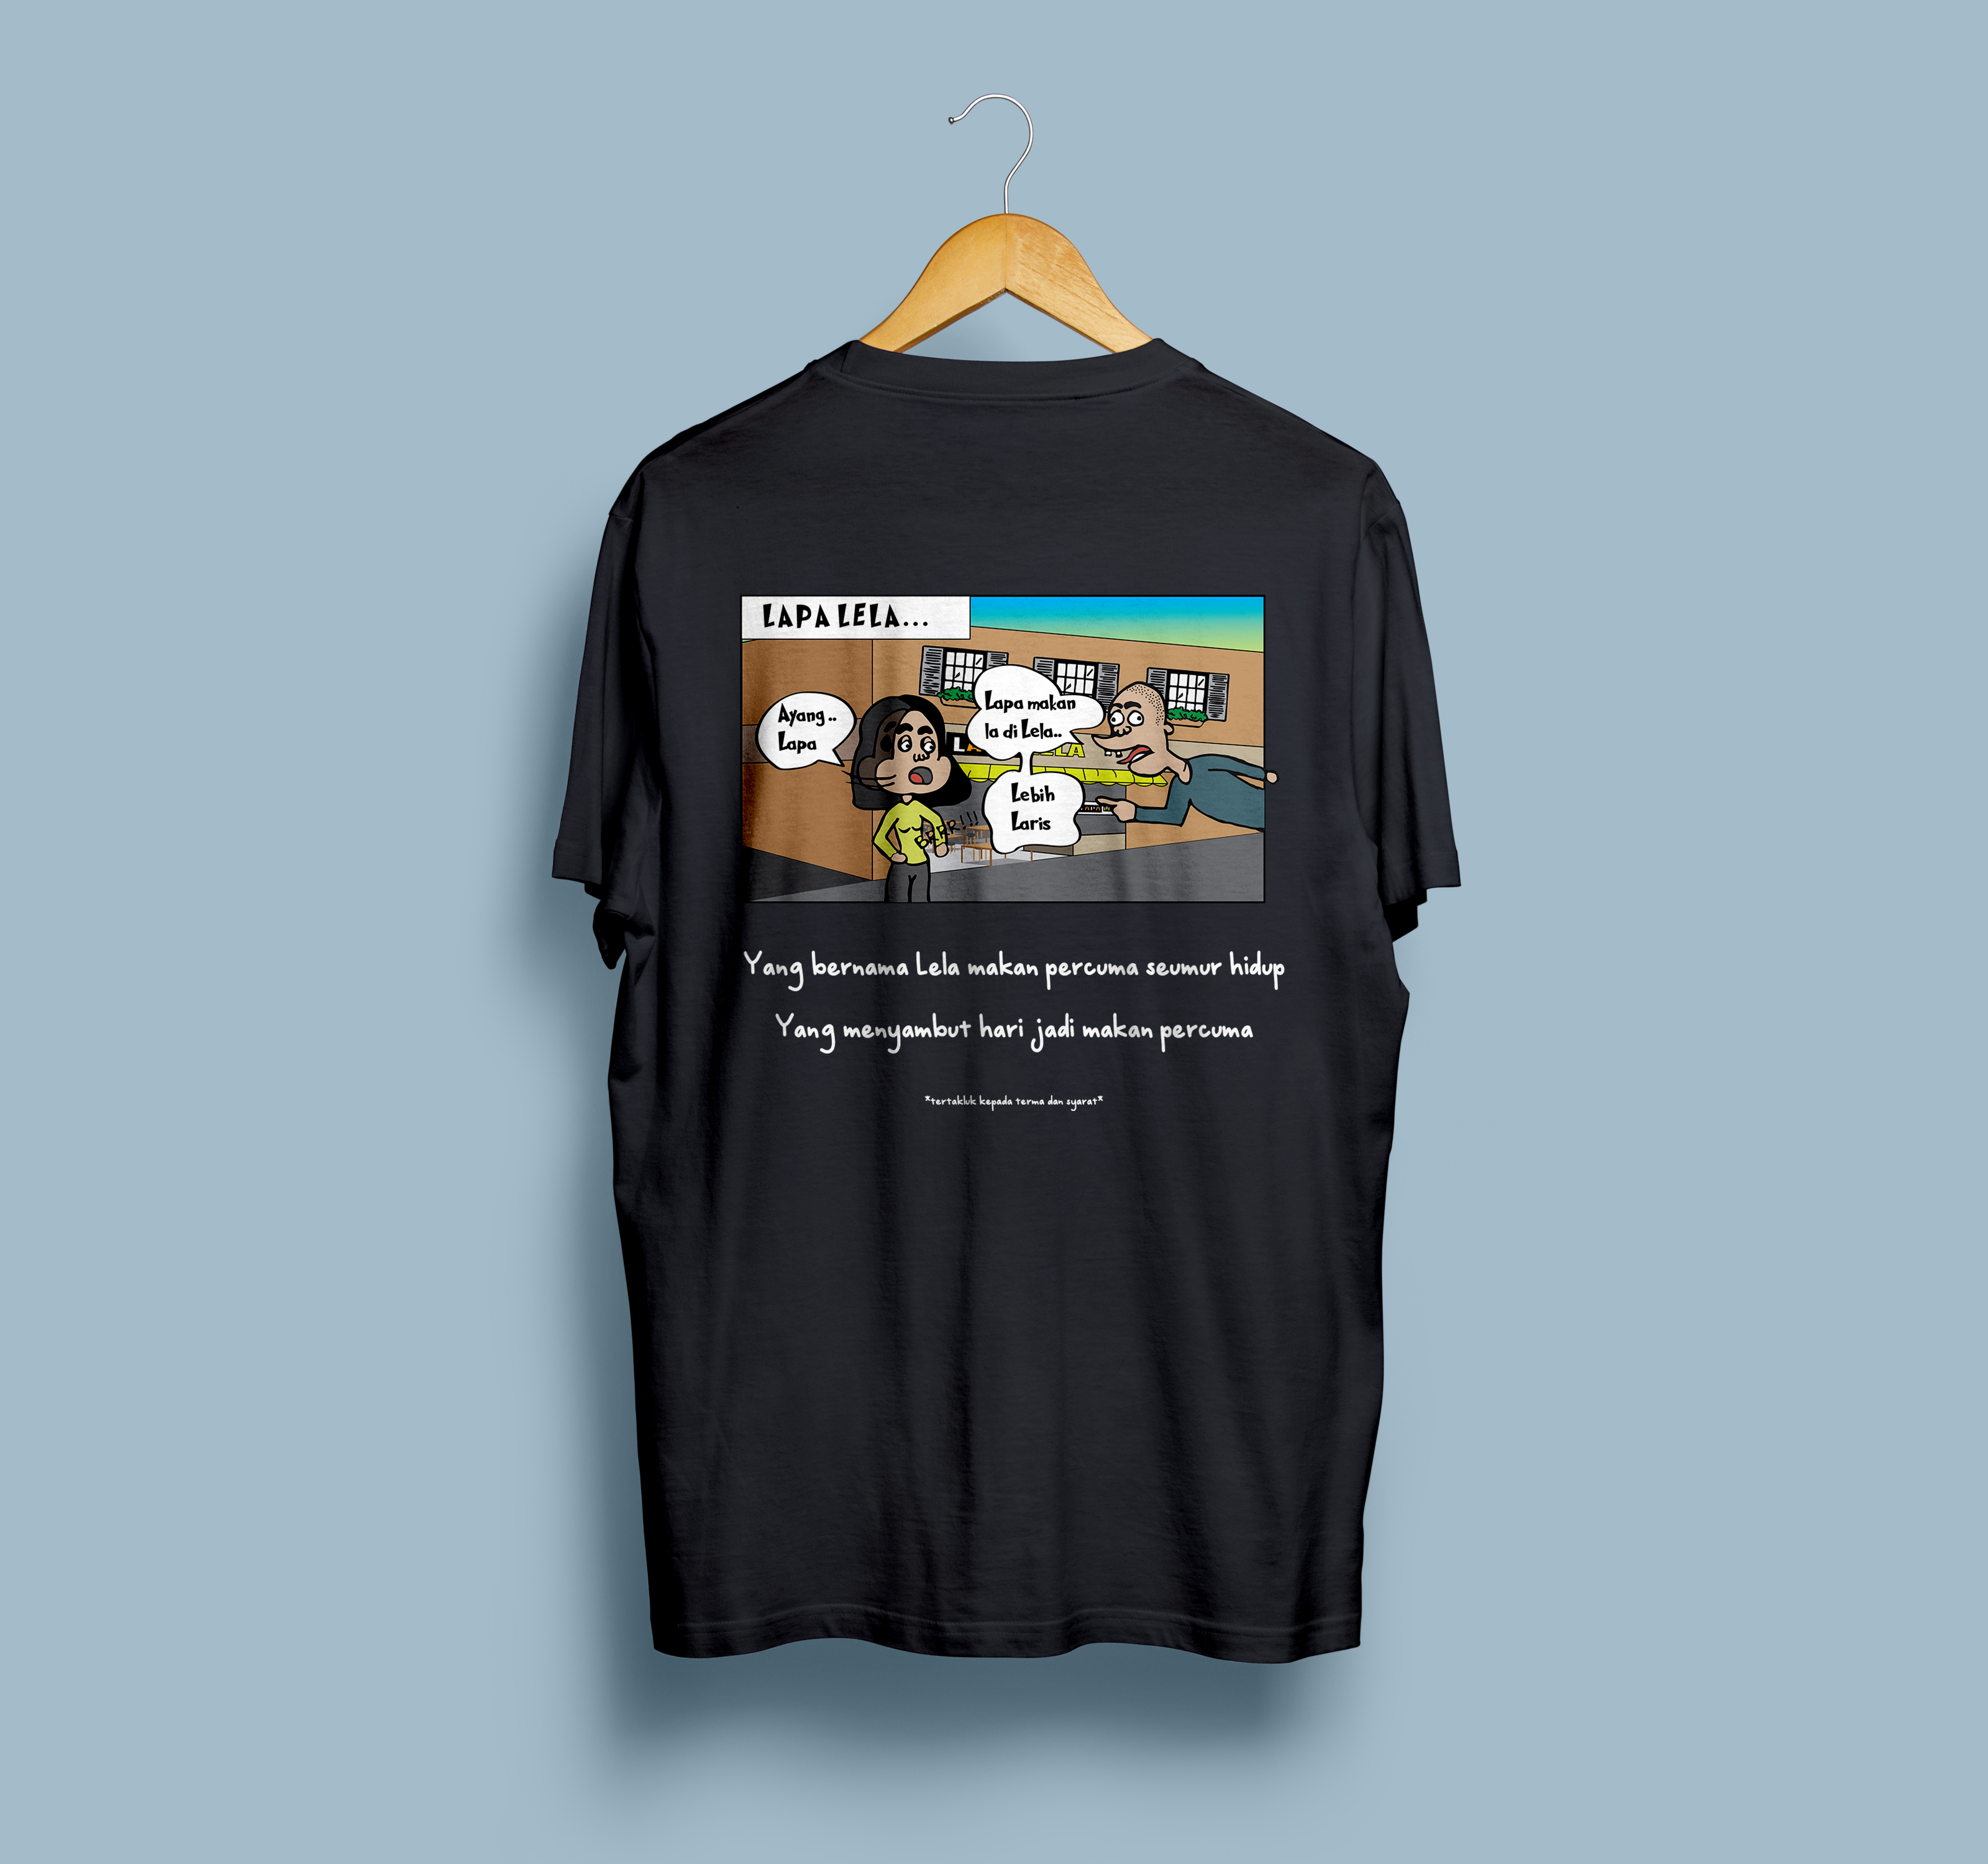 LAPA LELA...
Ayang..
Lapa
Lapa makan
la di Lela..
Lebih
Laris
BRRR!!!
Yang bernama Lela makan percuma seumur hidup
Yang menyambut hari jadi makan percuma
*tertakluk kepada terma dan syarat*